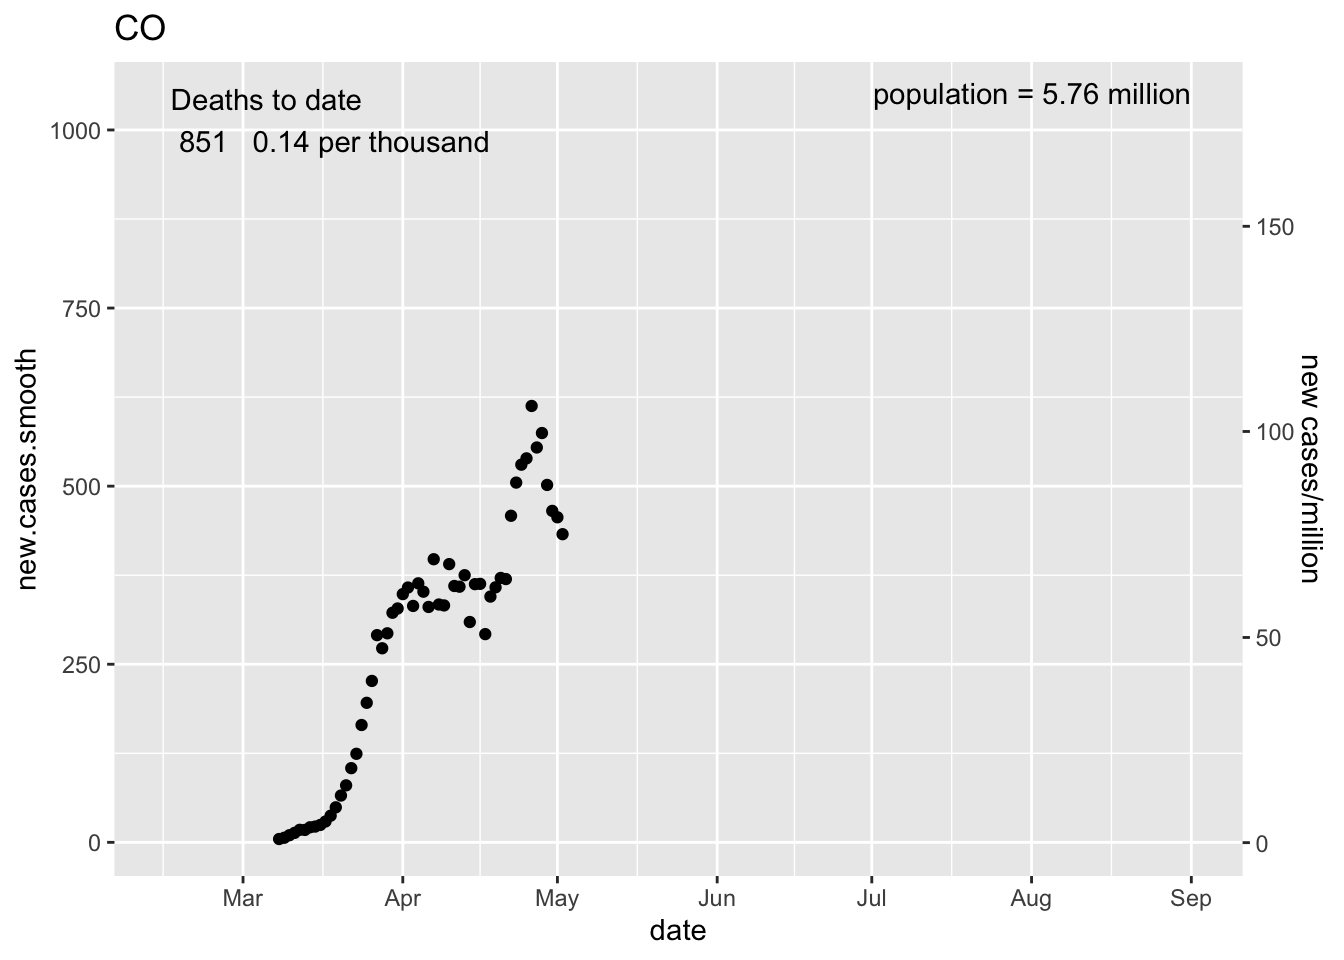 CO
Deaths to date
851 0.14 per thousand
population = 5.76 million
new.cases.smooth
1000
750
500
250
0
150
100
50
0
new cases/million
Mar Apr May Jun Jul Aug Sep
date